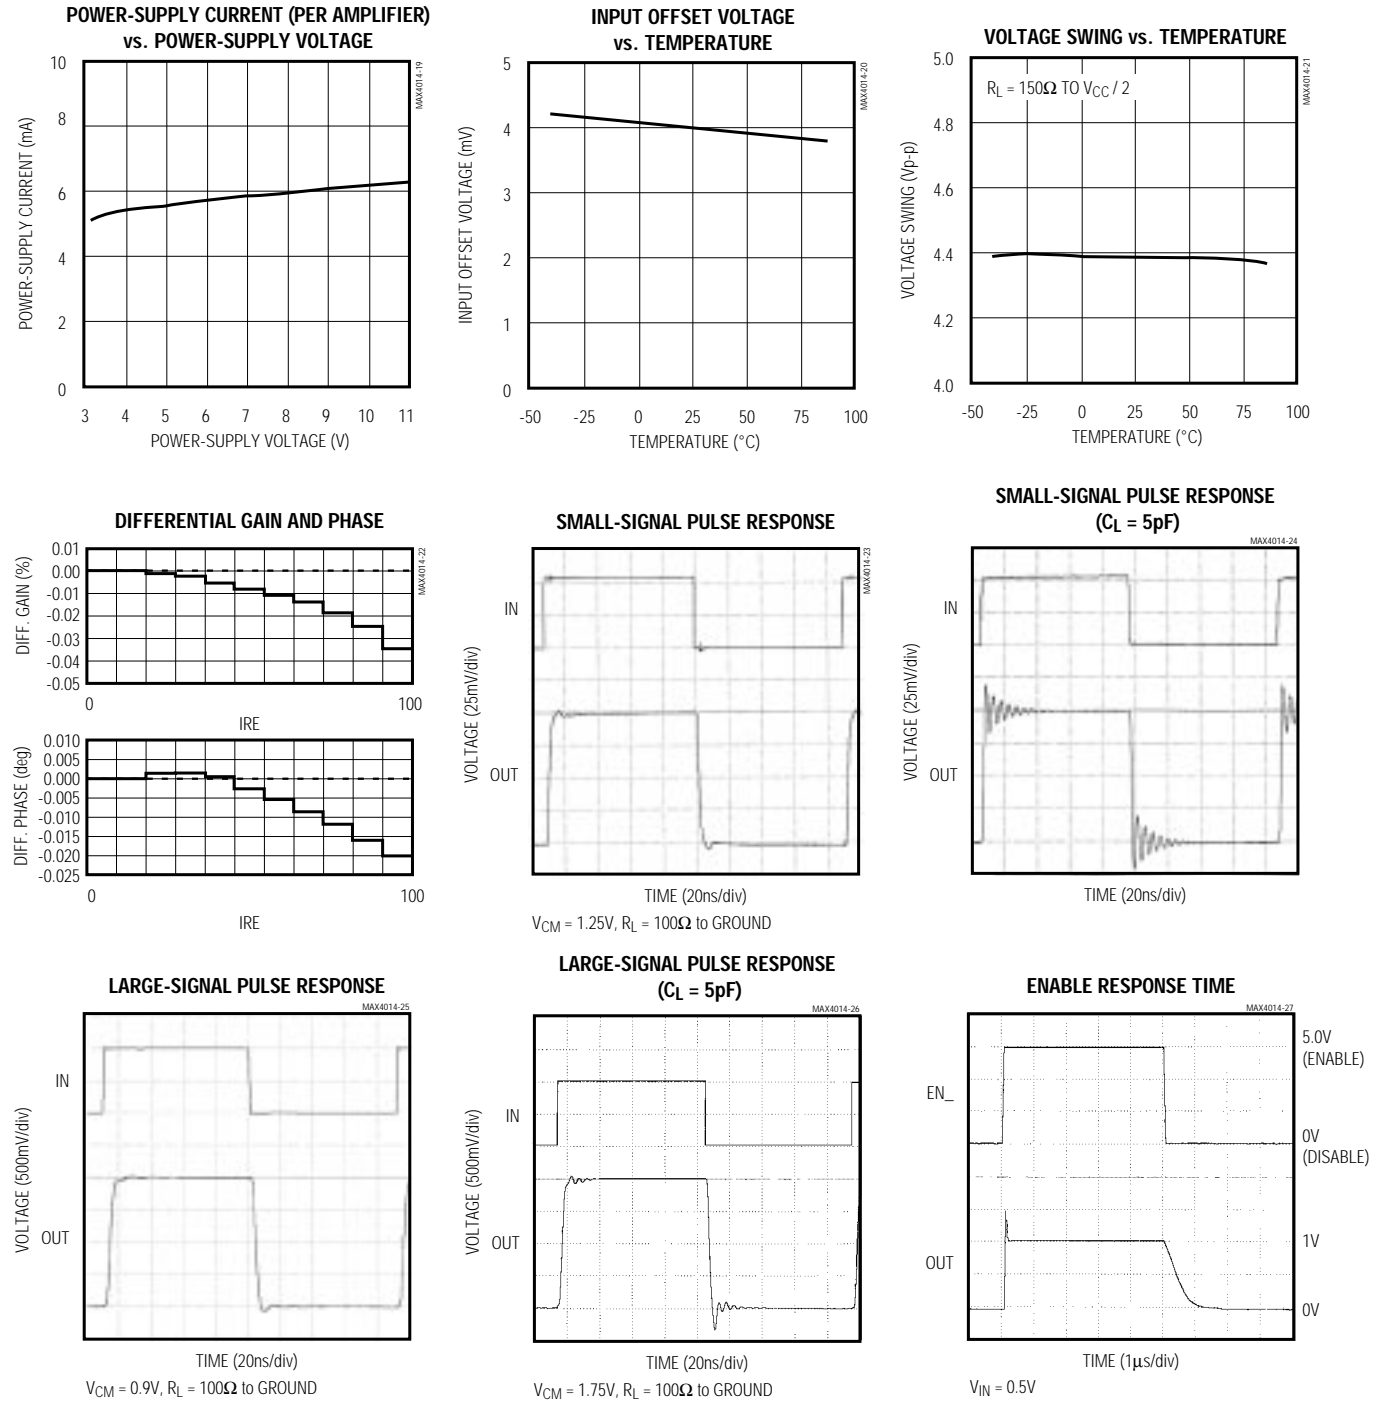 POWER-SUPPLY CURRENT (PER AMPLIFIER)
vs. POWER-SUPPLY VOLTAGE
MAX4014-19
POWER-SUPPLY CURRENT (mA)
10
8
6
4
2
0
3 4 5 6 7 8 9 10 11
POWER-SUPPLY VOLTAGE (V)
INPUT OFFSET VOLTAGE
vs. TEMPERATURE
MAX4014-20
INPUT OFFSET VOLTAGE (mV)
5
4
3
2
1
0
-50 -25 0 25 50 75 100
TEMPERATURE (°C)
VOLTAGE SWING vs. TEMPERATURE
MAX4014-21
RL = 150Ω TO VCC / 2
VOLTAGE SWING (Vp-p)
5.0
4.8
4.6
4.4
4.2
4.0
-50 -25 0 25 50 75 100
TEMPERATURE (°C)
DIFFERENTIAL GAIN AND PHASE
MAX4014-22
DIFF. GAIN (%)
0.01
0.00
-0.01
-0.02
-0.03
-0.04
-0.05
0 100
IRE
DIFF. PHASE (deg)
0.010
0.005
0.000
-0.005
-0.010
-0.015
-0.020
-0.025
0 100
IRE
SMALL-SIGNAL PULSE RESPONSE
MAX4014-23
IN
VOLTAGE (25mV/div)
OUT
TIME (20ns/div)
VCM = 1.25V, RL = 100Ω to GROUND
SMALL-SIGNAL PULSE RESPONSE
(CL = 5pF)
MAX4014-24
IN
VOLTAGE (25mV/div)
OUT
TIME (20ns/div)
LARGE-SIGNAL PULSE RESPONSE
MAX4014-25
IN
VOLTAGE (500mV/div)
OUT
TIME (20ns/div)
VCM = 0.9V, RL = 100Ω to GROUND
LARGE-SIGNAL PULSE RESPONSE
(CL = 5pF)
MAX4014-26
IN
VOLTAGE (500mV/div)
OUT
TIME (20ns/div)
VCM = 1.75V, RL = 100Ω to GROUND
ENABLE RESPONSE TIME
MAX4014-27
5.0V
(ENABLE)
EN_
0V
(DISABLE)
1V
OUT
0V
TIME (1µs/div)
VIN = 0.5V